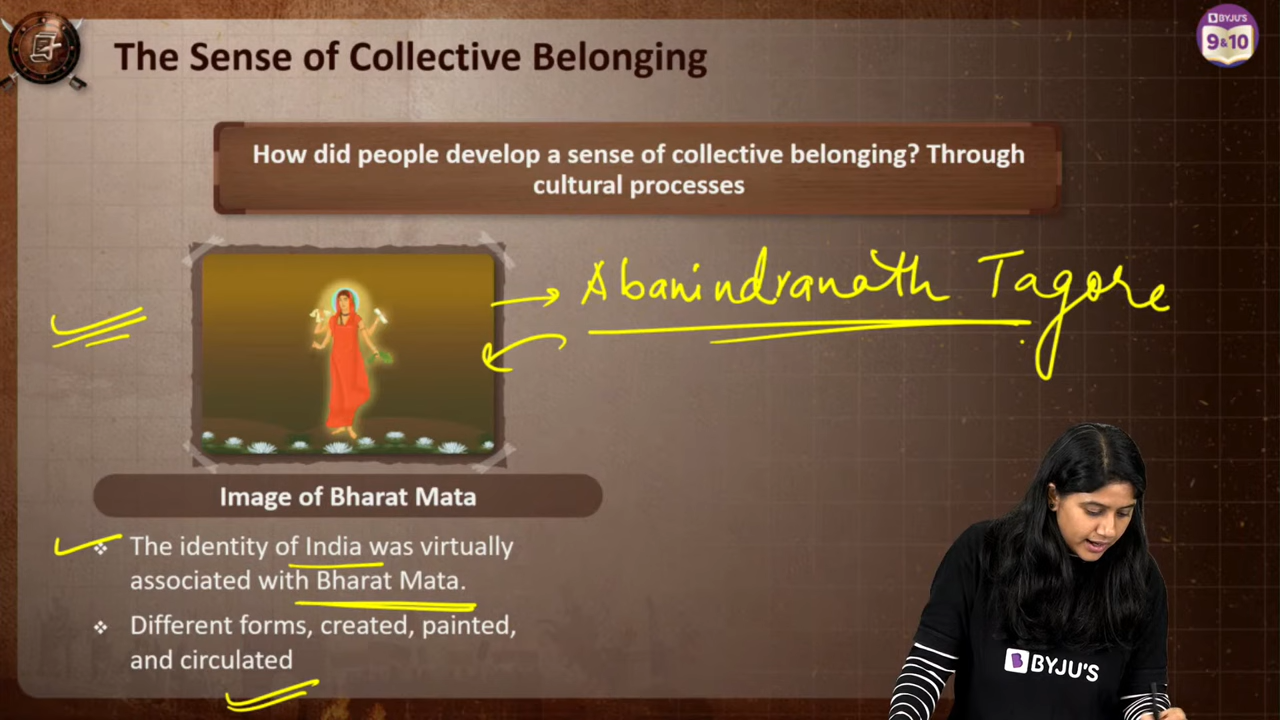 The Sense of Collective Belonging
BYJU'S
9&10
How did people develop a sense of collective belonging? Through
cultural processes
Abanindranath Tagore
Image of Bharat Mata
❖ The identity of India was virtually
associated with Bharat Mata.
❖ Different forms, created, painted,
and circulated
BYJU'S